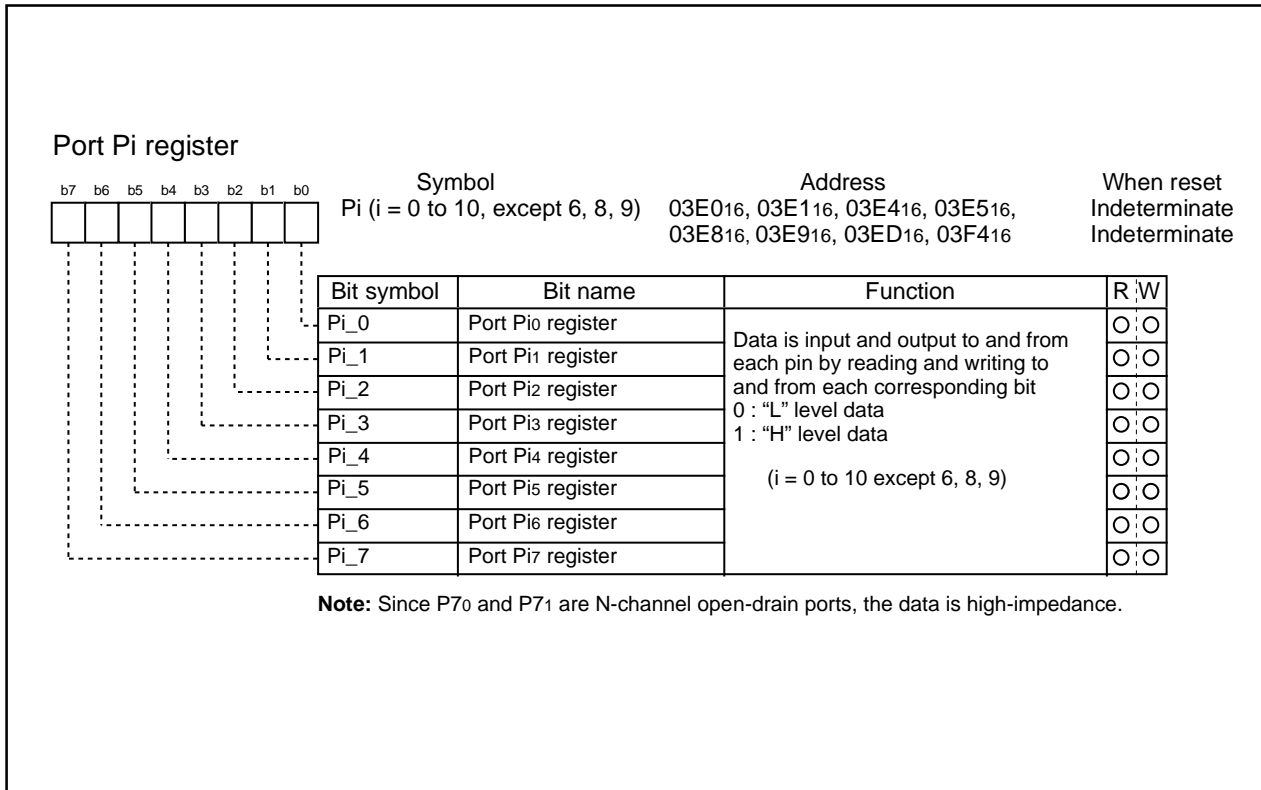 Port Pi register
b7 b6 b5 b4 b3 b2 b1 b0
Symbol Address When reset
Pi (i = 0 to 10, except 6, 8, 9) 03E016, 03E116, 03E416, 03E516, Indeterminate
03E816, 03E916, 03ED16, 03F416 Indeterminate
Bit symbol Bit name Function R W
Pi_0 Port Pi0 register
Pi_1 Port Pi1 register
Pi_2 Port Pi2 register
Pi_3 Port Pi3 register
Pi_4 Port Pi4 register
Pi_5 Port Pi5 register
Pi_6 Port Pi6 register
Pi_7 Port Pi7 register
Data is input and output to and from
each pin by reading and writing to
and from each corresponding bit
0 : “L” level data
1 : “H” level data
(i = 0 to 10 except 6, 8, 9)
Note: Since P70 and P71 are N-channel open-drain ports, the data is high-impedance.